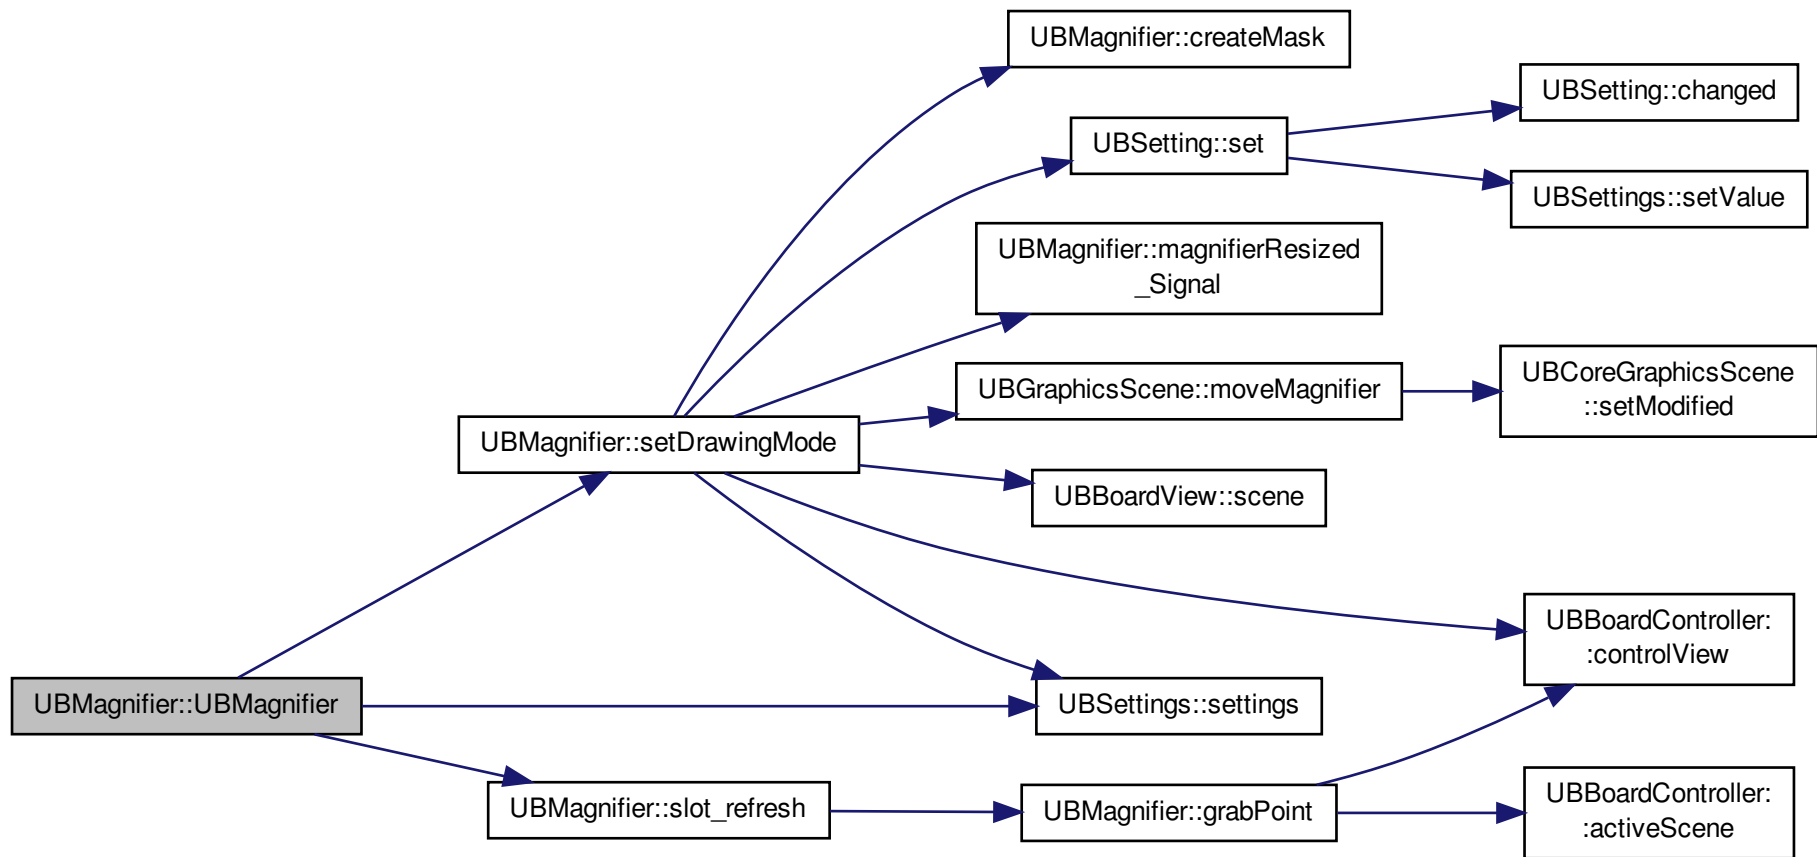 UBMagnifier::createMask
UBSetting::changed
UBSetting::set
UBSettings::setValue
UBMagnifier::magnifierResized
_Signal
UBCoreGraphicsScene
::setModified
UBGraphicsScene::moveMagnifier
UBMagnifier::setDrawingMode
UBBoardView::scene
UBBoardController:
:controlView
UBMagnifier::UBMagnifier
UBSettings::settings
UBMagnifier::slot_refresh
UBMagnifier::grabPoint
UBBoardController:
:activeScene